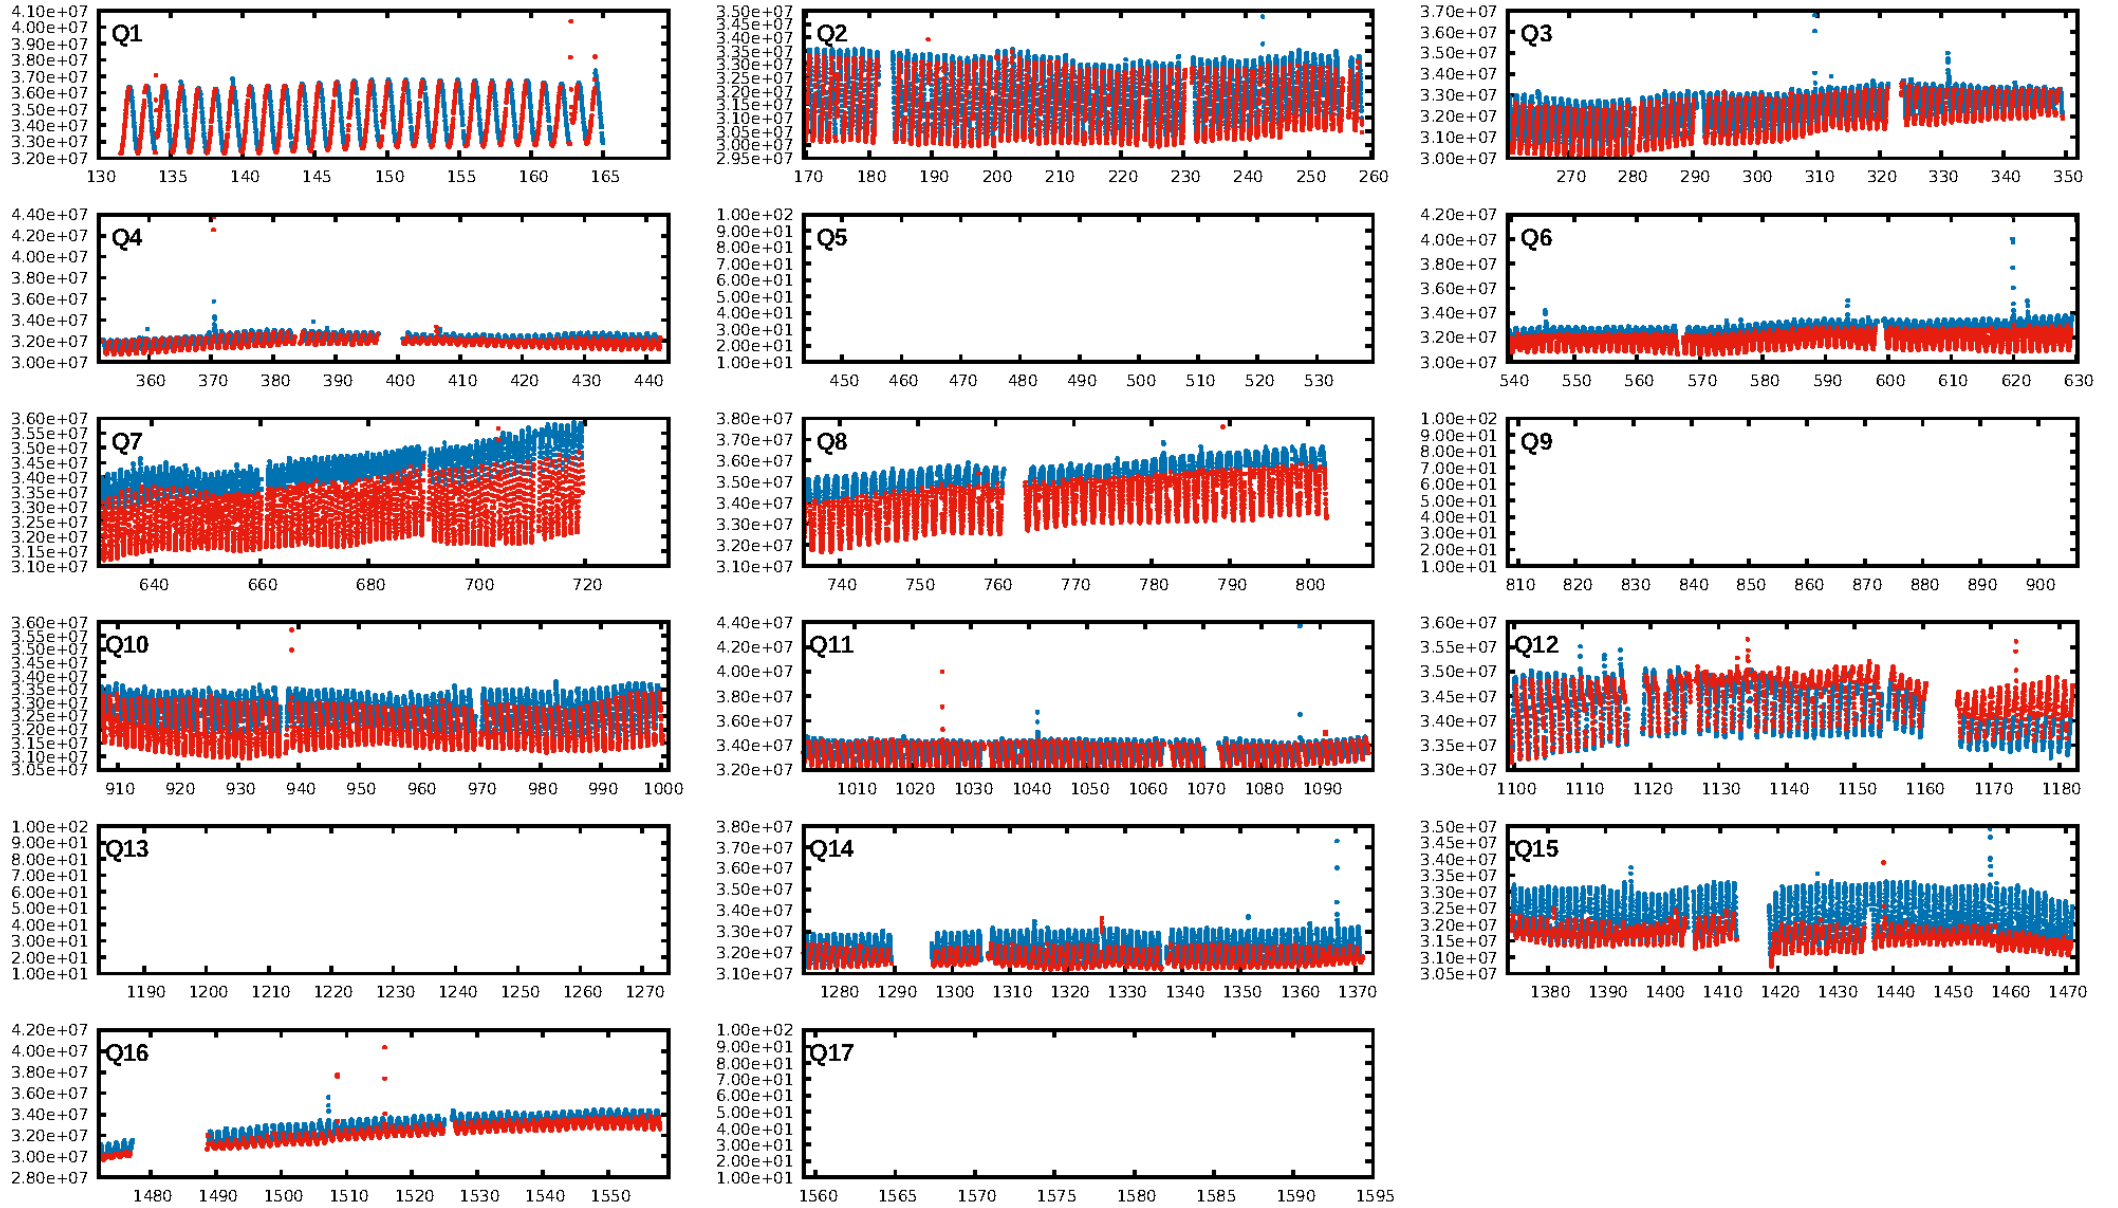 4.10e+07
4.00e+07
3.90e+07
3.80e+07
3.70e+07
3.60e+07
3.50e+07
3.40e+07
3.30e+07
3.20e+07
Q1
130 135 140 145 150 155 160 165
3.50e+07
3.45e+07
3.40e+07
3.35e+07
3.30e+07
3.25e+07
3.20e+07
3.15e+07
3.10e+07
3.05e+07
3.00e+07
2.95e+07
Q2
170 180 190 200 210 220 230 240 250 260
3.70e+07
3.60e+07
3.50e+07
3.40e+07
3.30e+07
3.20e+07
3.10e+07
3.00e+07
Q3
270 280 290 300 310 320 330 340 350
4.40e+07
4.20e+07
4.00e+07
3.80e+07
3.60e+07
3.40e+07
3.20e+07
3.00e+07
Q4
360 370 380 390 400 410 420 430 440
1.00e+02
9.00e+01
8.00e+01
7.00e+01
6.00e+01
5.00e+01
4.00e+01
3.00e+01
2.00e+01
1.00e+01
Q5
450 460 470 480 490 500 510 520 530
4.20e+07
4.00e+07
3.80e+07
3.60e+07
3.40e+07
3.20e+07
3.00e+07
Q6
540 550 560 570 580 590 600 610 620 630
3.60e+07
3.55e+07
3.50e+07
3.45e+07
3.40e+07
3.35e+07
3.30e+07
3.25e+07
3.20e+07
3.15e+07
3.10e+07
Q7
640 660 680 700 720
3.80e+07
3.70e+07
3.60e+07
3.50e+07
3.40e+07
3.30e+07
3.20e+07
3.10e+07
Q8
740 750 760 770 780 790 800
1.00e+02
9.00e+01
8.00e+01
7.00e+01
6.00e+01
5.00e+01
4.00e+01
3.00e+01
2.00e+01
1.00e+01
Q9
810 820 830 840 850 860 870 880 890 900
3.60e+07
3.55e+07
3.50e+07
3.45e+07
3.40e+07
3.35e+07
3.30e+07
3.25e+07
3.20e+07
3.15e+07
3.10e+07
3.05e+07
Q10
910 920 930 940 950 960 970 980 990 1000
4.40e+07
4.20e+07
4.00e+07
3.80e+07
3.60e+07
3.40e+07
3.20e+07
Q11
1010 1020 1030 1040 1050 1060 1070 1080 1090
3.60e+07
3.55e+07
3.50e+07
3.45e+07
3.40e+07
3.35e+07
3.30e+07
Q12
1100 1110 1120 1130 1140 1150 1160 1170 1180
1.00e+02
9.00e+01
8.00e+01
7.00e+01
6.00e+01
5.00e+01
4.00e+01
3.00e+01
2.00e+01
1.00e+01
Q13
1190 1200 1210 1220 1230 1240 1250 1260 1270
3.80e+07
3.70e+07
3.60e+07
3.50e+07
3.40e+07
3.30e+07
3.20e+07
3.10e+07
Q14
1280 1290 1300 1310 1320 1330 1340 1350 1360 1370
3.50e+07
3.45e+07
3.40e+07
3.35e+07
3.30e+07
3.25e+07
3.20e+07
3.15e+07
3.10e+07
3.05e+07
Q15
1380 1390 1400 1410 1420 1430 1440 1450 1460 1470
4.20e+07
4.00e+07
3.80e+07
3.60e+07
3.40e+07
3.20e+07
3.00e+07
2.80e+07
Q16
1480 1490 1500 1510 1520 1530 1540 1550
1.00e+02
9.00e+01
8.00e+01
7.00e+01
6.00e+01
5.00e+01
4.00e+01
3.00e+01
2.00e+01
1.00e+01
Q17
1560 1565 1570 1575 1580 1585 1590 1595